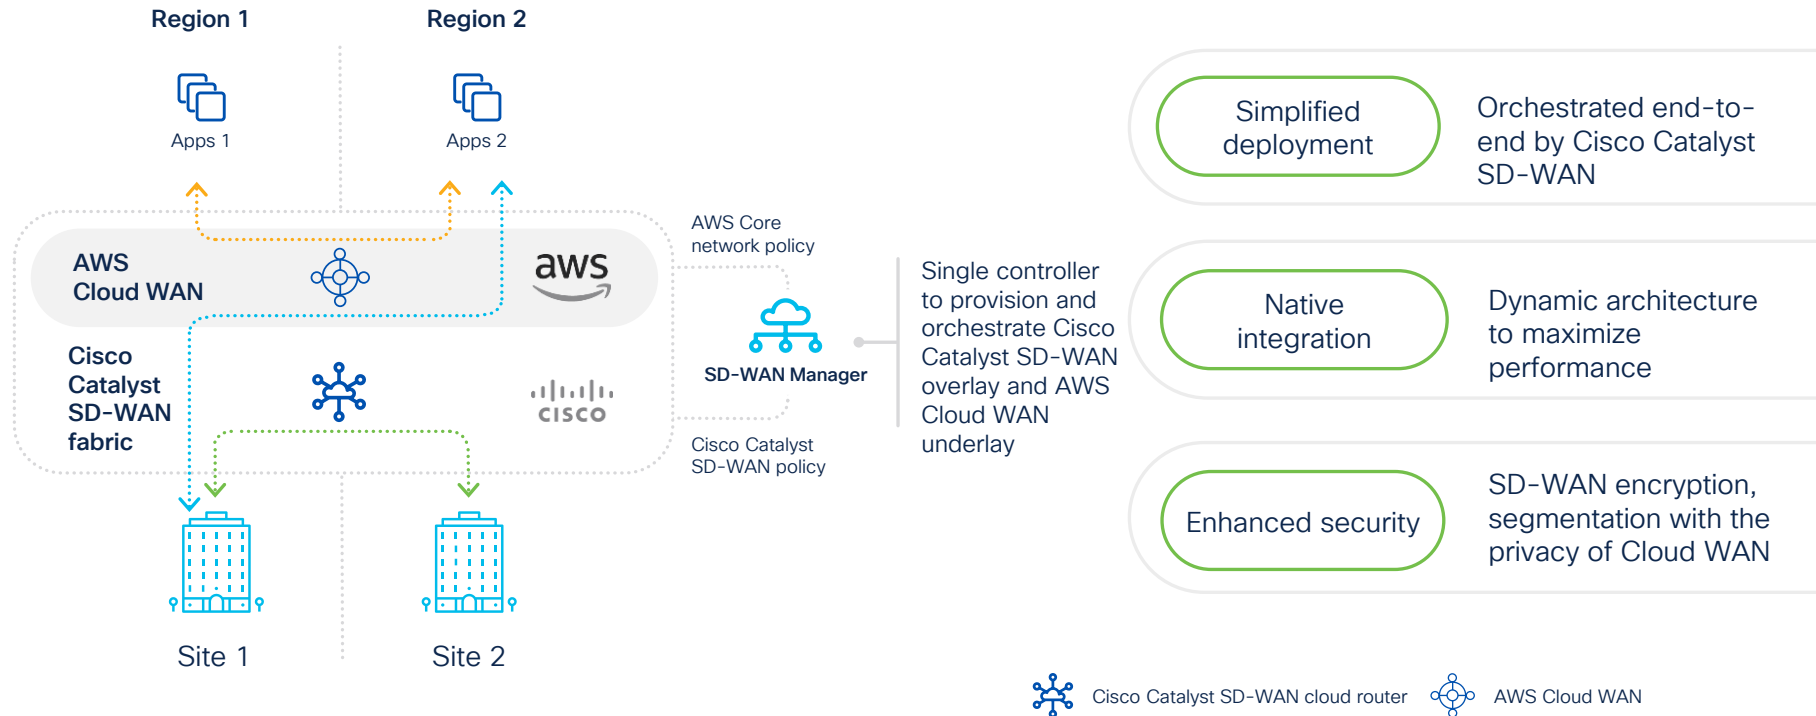 Region 1
Region 2
Apps 1
Apps 2
AWS
Cloud WAN
aws
Cisco
Catalyst
SD-WAN
fabric
CISCO
Site 1
Site 2
AWS Core
network policy
SD-WAN Manager
Cisco Catalyst
SD-WAN policy
Single controller
to provision and
orchestrate Cisco
Catalyst SD-WAN
overlay and AWS
Cloud WAN
underlay
Simplified
deployment
Orchestrated end-to-
end by Cisco Catalyst
SD-WAN
Native
integration
Dynamic architecture
to maximize
performance
Enhanced security
SD-WAN encryption,
segmentation with the
privacy of Cloud WAN
Cisco Catalyst SD-WAN cloud router
AWS Cloud WAN